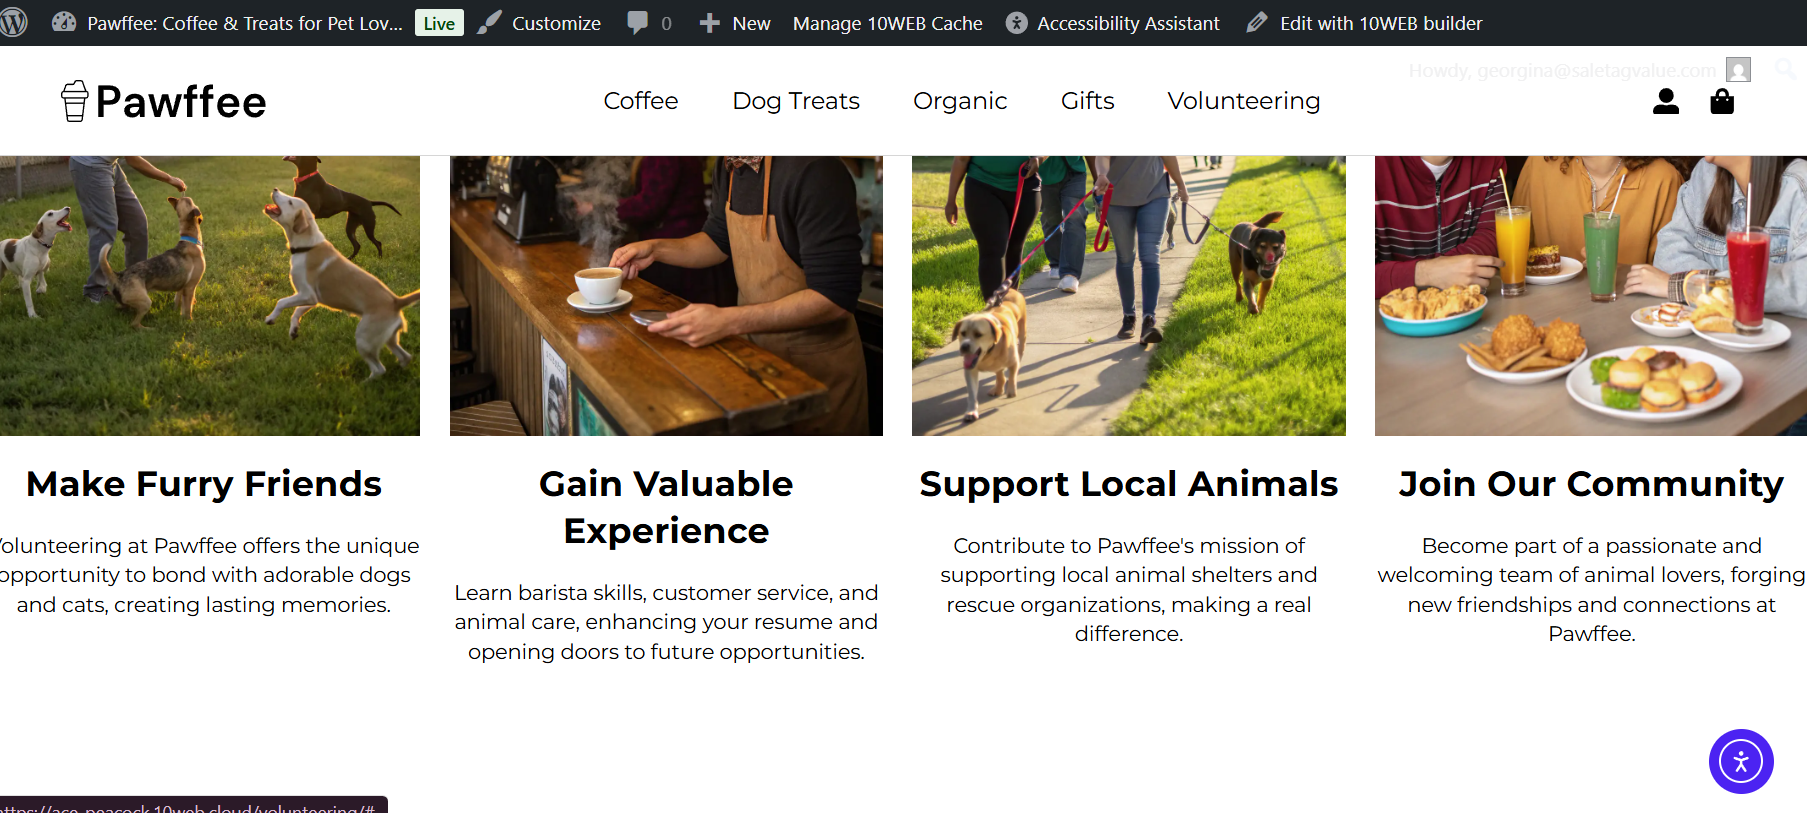 Pawffee: Coffee & Treats for Pet Lov... Live Customize 0 New Manage 10WEB Cache Accessibility Assistant Edit with 10WEB builder
Howdy, georgina@saletagvalue.com
Pawffee Coffee Dog Treats Organic Gifts Volunteering
Make Furry Friends
Volunteering at Pawffee offers the unique
opportunity to bond with adorable dogs
and cats, creating lasting memories.
Gain Valuable
Experience
Learn barista skills, customer service, and
animal care, enhancing your resume and
opening doors to future opportunities.
Support Local Animals
Contribute to Pawffee's mission of
supporting local animal shelters and
rescue organizations, making a real
difference.
Join Our Community
Become part of a passionate and
welcoming team of animal lovers, forging
new friendships and connections at
Pawffee.
https://ace-peacock.10web.cloud/volunteering/#